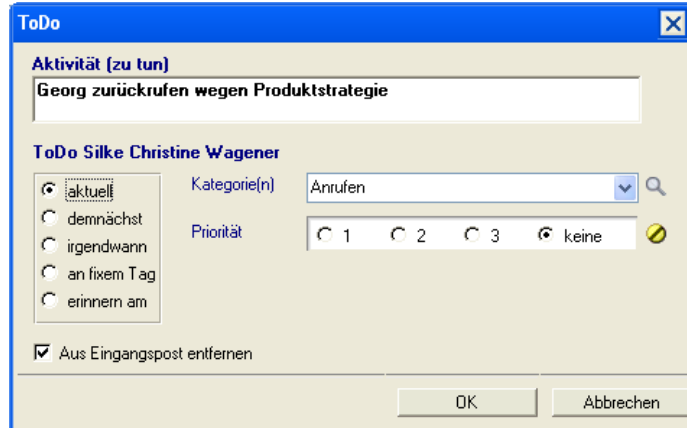 ToDo
Aktivität (zu tun)
Georg zurückrufen wegen Produktstrategie
ToDo Silke Christine Wagener
aktuell
demnächst
irgendwann
an fixem Tag
erinnern am
Kategorie(n) Anrufen
Priorität 1 2 3 keine
Aus Eingangspost entfernen
OK Abbrechen